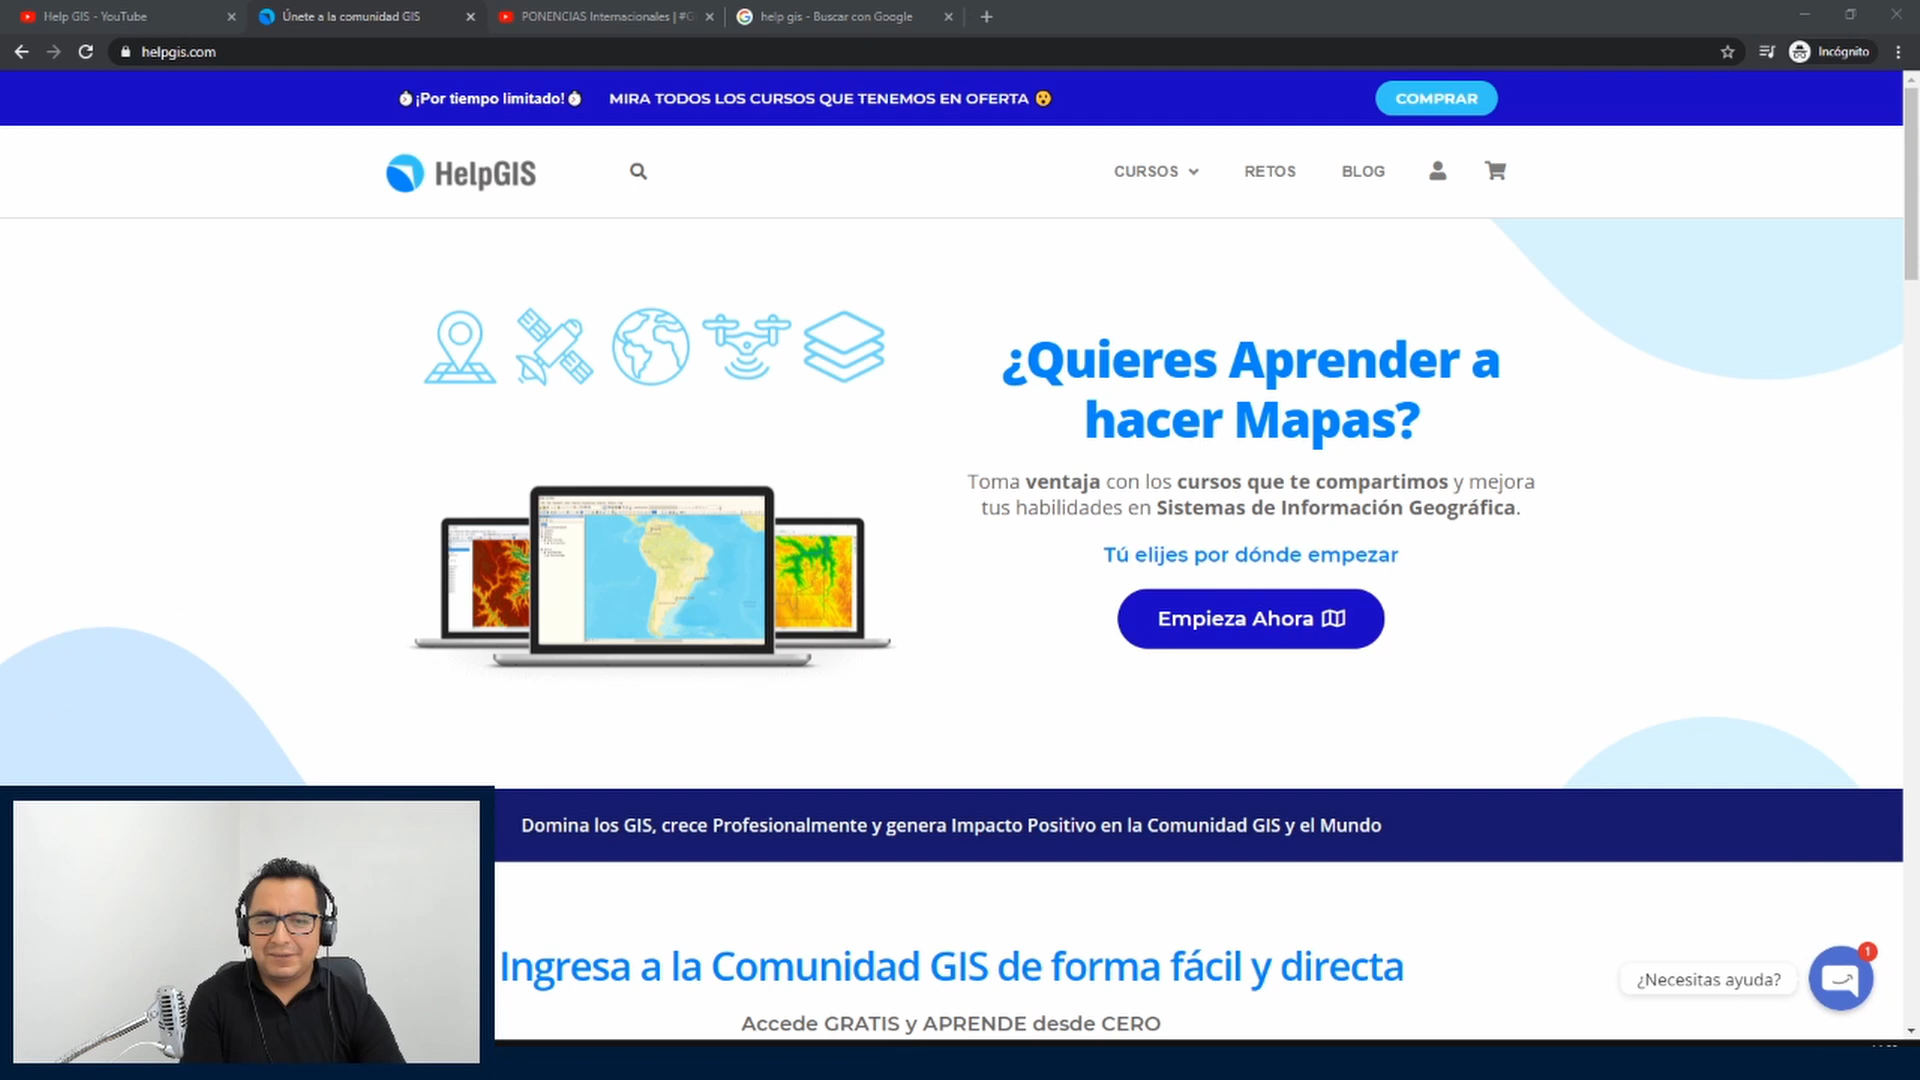 Help GIS - YouTube
Únete a la comunidad GIS
PONENCIAS Internacionales | #G
help gis - Buscar con Google
helpgis.com
Incógnito
¡Por tiempo limitado!
MIRA TODOS LOS CURSOS QUE TENEMOS EN OFERTA
COMPRAR
HelpGIS
CURSOS
RETOS
BLOG
¿Quieres Aprender a
hacer Mapas?
Toma ventaja con los cursos que te compartimos y mejora
tus habilidades en Sistemas de Información Geográfica.
Tú elijes por dónde empezar
Empieza Ahora
Domina los GIS, crece Profesionalmente y genera Impacto Positivo en la Comunidad GIS y el Mundo
Ingresa a la Comunidad GIS de forma fácil y directa
Accede GRATIS y APRENDE desde CERO
¿Necesitas ayuda?
1